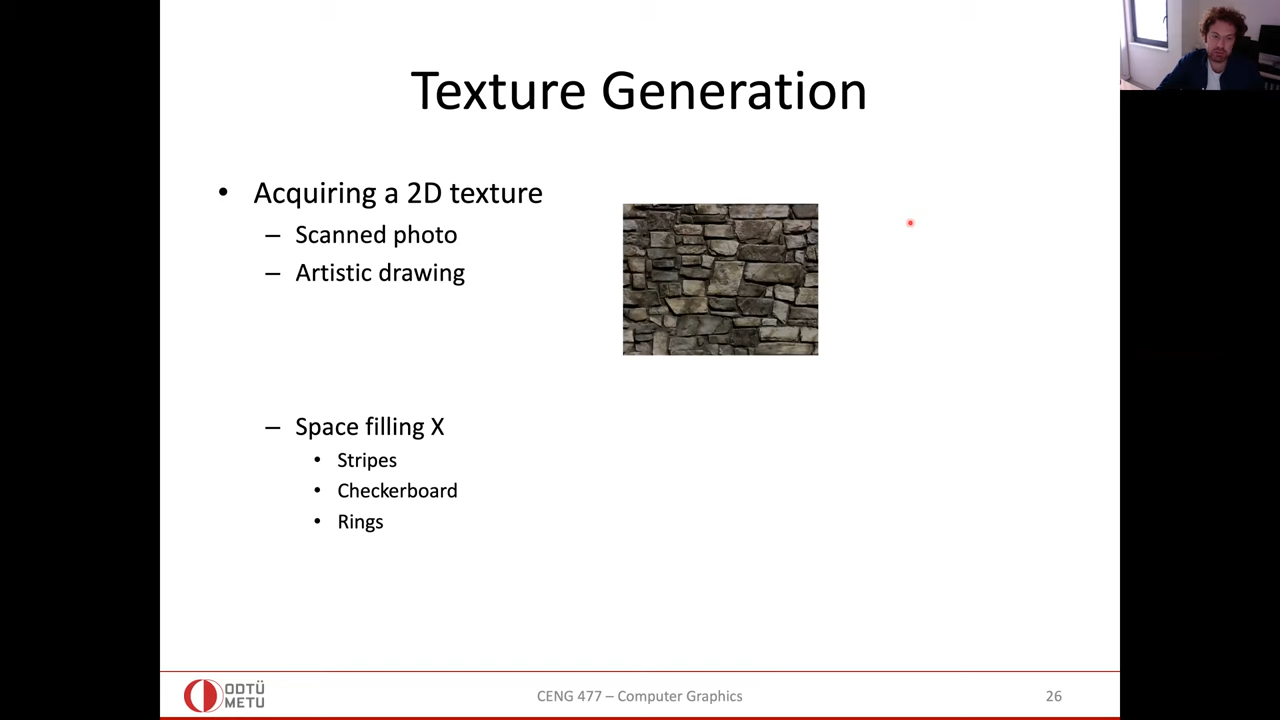 Texture Generation
• Acquiring a 2D texture
– Scanned photo
– Artistic drawing
– Space filling X
• Stripes
• Checkerboard
• Rings
ODTÜ
METU
CENG 477 – Computer Graphics
26